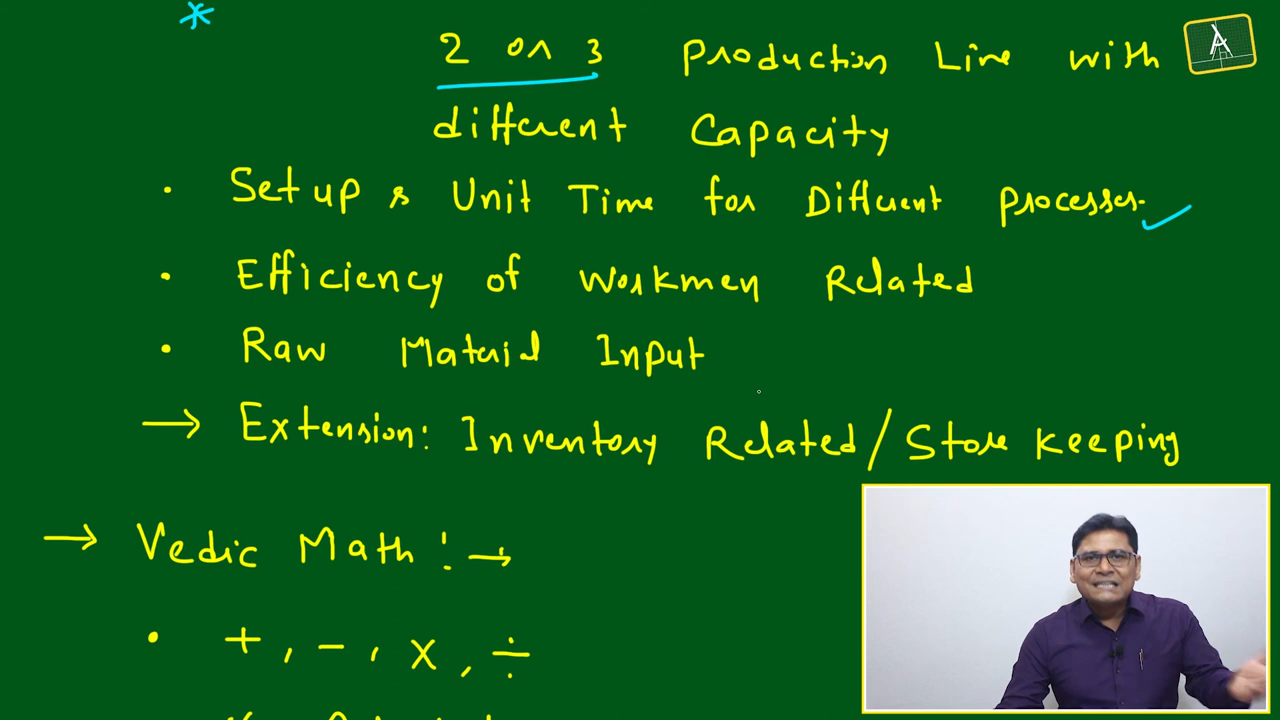 *
2 or 3 Production Line with
different Capacity
• Setup & Unit Time for Different Processes.
• Efficiency of Workmen Related
• Raw Material Input
→ Extension: Inventory Related/Store Keeping
→ Vedic Math :→
• +, -, x, ÷